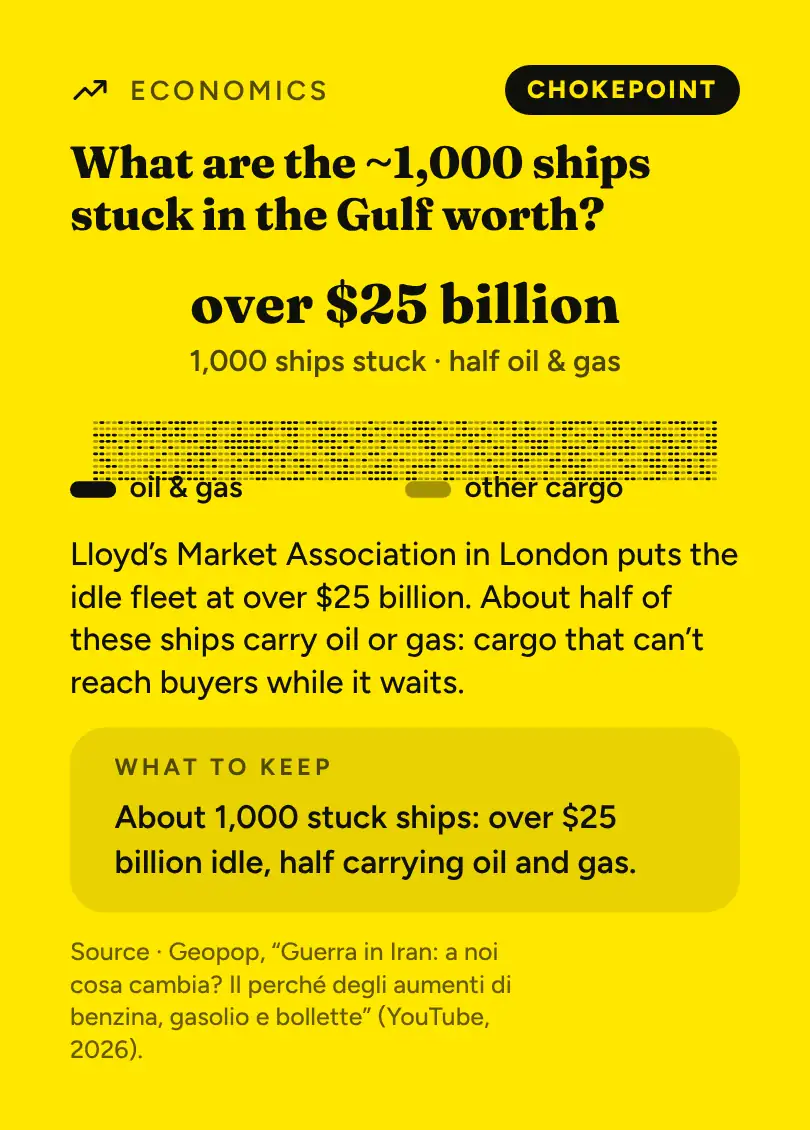 ECONOMICS
CHOKEPOINT
What are the ~1,000 ships
stuck in the Gulf worth?
over $25 billion
1,000 ships stuck · half oil & gas
oil & gas
other cargo
Lloyd’s Market Association in London puts the
idle fleet at over $25 billion. About half of
these ships carry oil or gas: cargo that can’t
reach buyers while it waits.
WHAT TO KEEP
About 1,000 stuck ships: over $25
billion idle, half carrying oil and gas.
Source · Geopop, “Guerra in Iran: a noi
cosa cambia? Il perché degli aumenti di
benzina, gasolio e bollette” (YouTube,
2026).